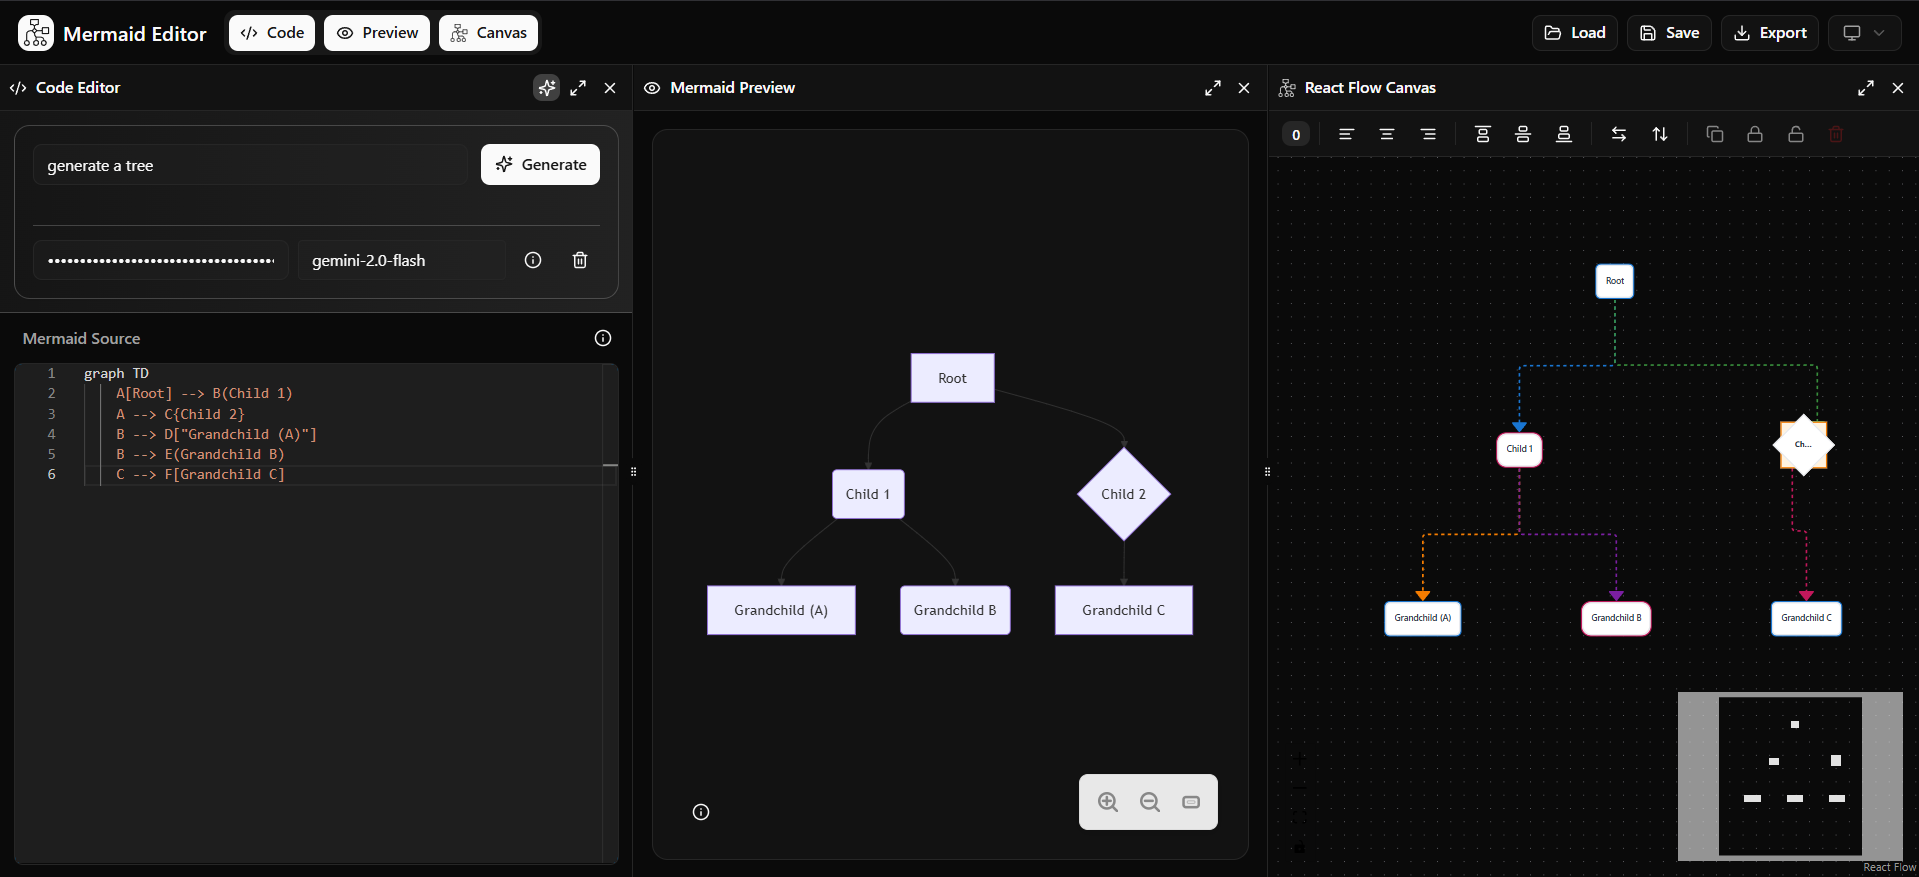 Mermaid Editor
Code
Preview
Canvas
Load
Save
Export
Code Editor
generate a tree
Generate
gemini-2.0-flash
Mermaid Source
1 graph TD
2 A[Root] --> B(Child 1)
3 A --> C{Child 2}
4 B --> D["Grandchild (A)"]
5 B --> E(Grandchild B)
6 C --> F[Grandchild C]
Mermaid Preview
Root
Child 1
Child 2
Grandchild (A)
Grandchild B
Grandchild C
React Flow Canvas
0
Root
Child 1
Ch...
Grandchild (A)
Grandchild B
Grandchild C
React Flow